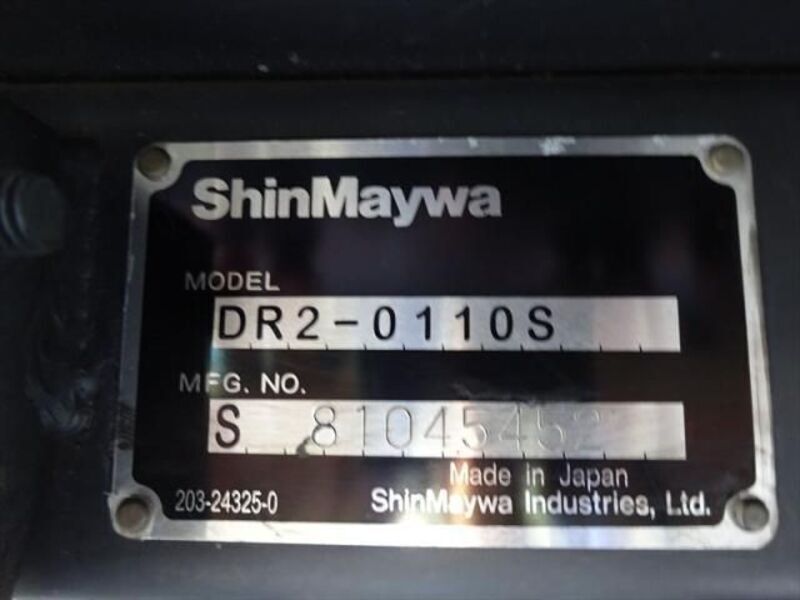 ShinMaywa
MODEL
DR2-0110S
MFG. NO.
S 81045452
Made in Japan
203-24325-0 ShinMaywa Industries, Ltd.